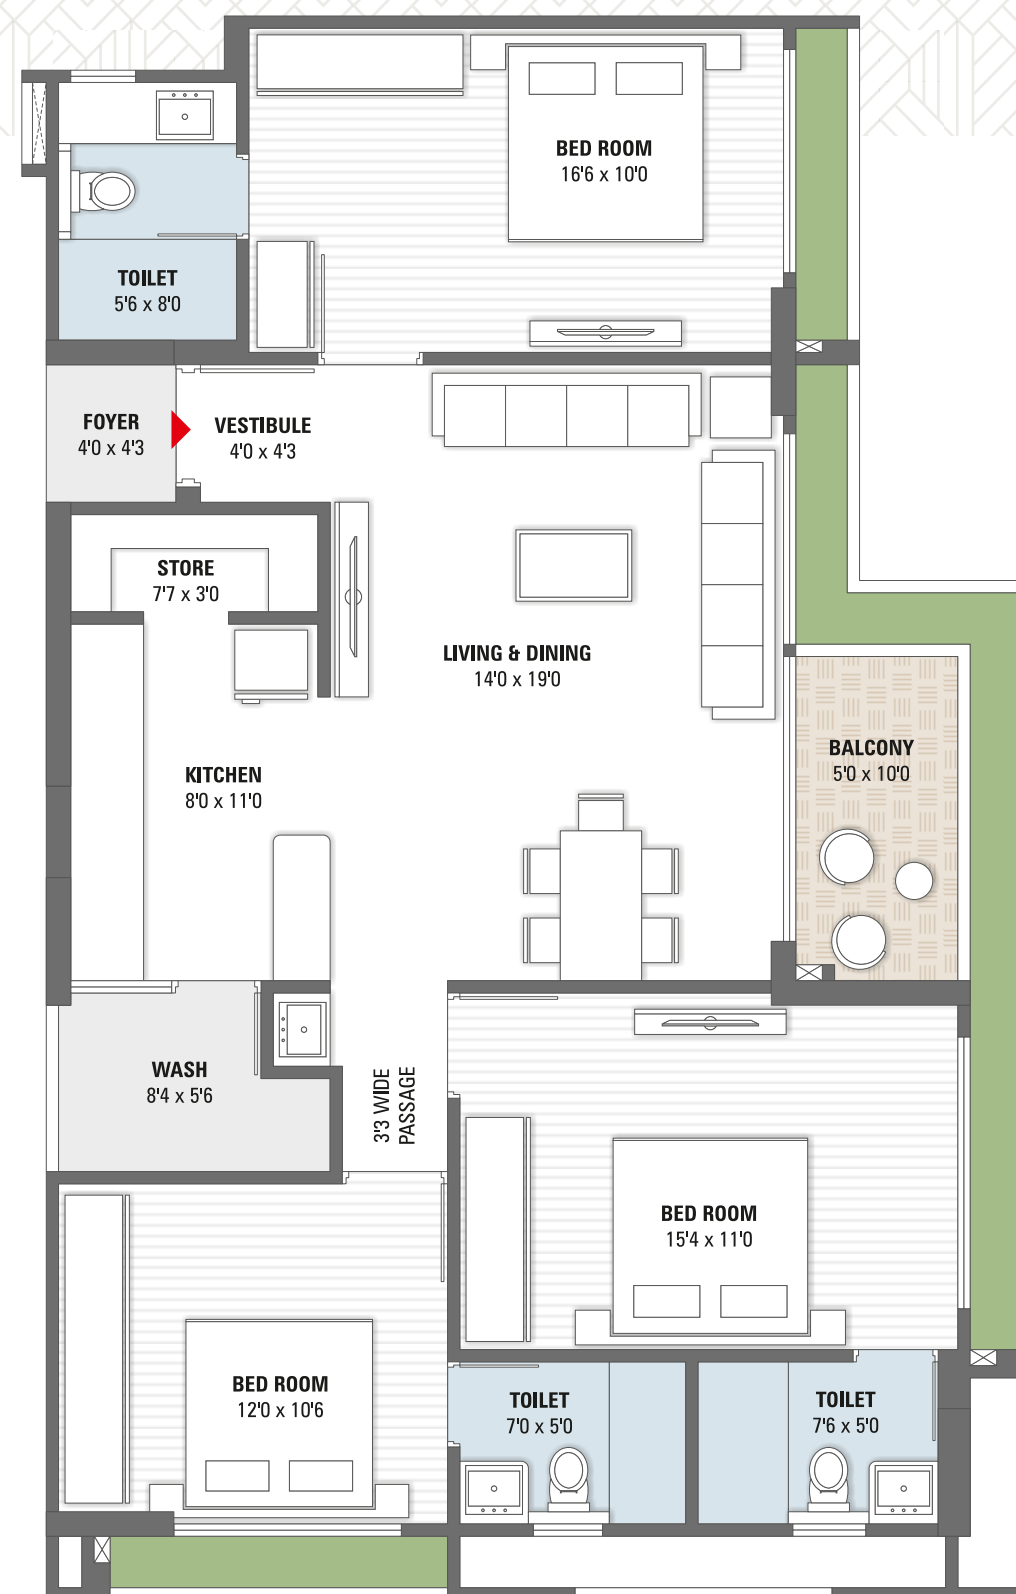 BED ROOM
16'6 x 10'0
TOILET
5'6 x 8'0
FOYER
4'0 x 4'3
VESTIBULE
4'0 x 4'3
STORE
7'7 x 3'0
LIVING & DINING
14'0 x 19'0
KITCHEN
8'0 x 11'0
BALCONY
5'0 x 10'0
WASH
8'4 x 5'6
3'3 WIDE
PASSAGE
BED ROOM
15'4 x 11'0
BED ROOM
12'0 x 10'6
TOILET
7'0 x 5'0
TOILET
7'6 x 5'0